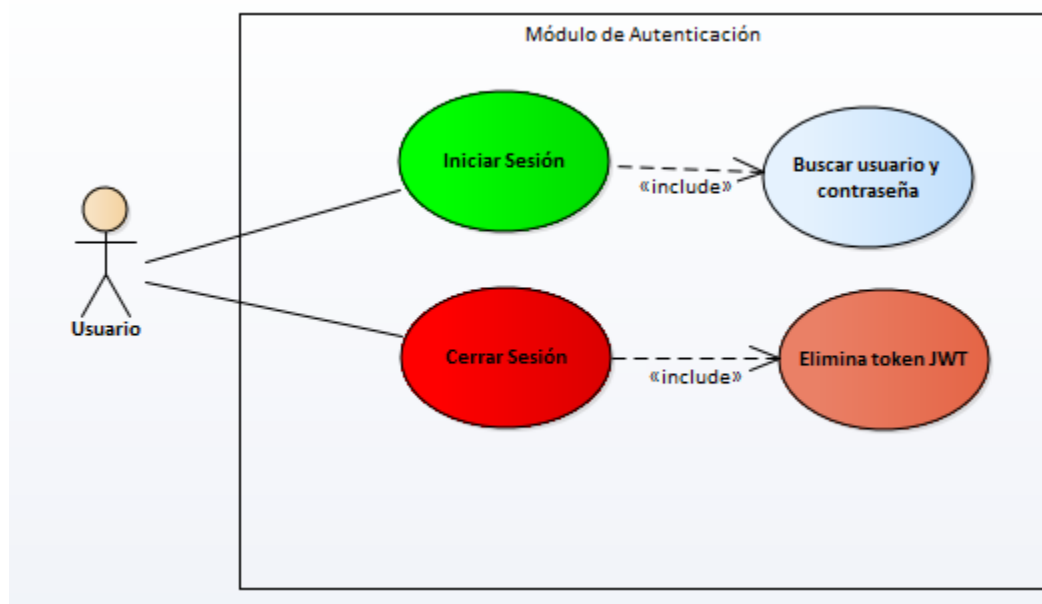 Módulo de Autenticación
Iniciar Sesión
«include»
Buscar usuario y
contraseña
Usuario
Cerrar Sesión
«include»
Elimina token JWT